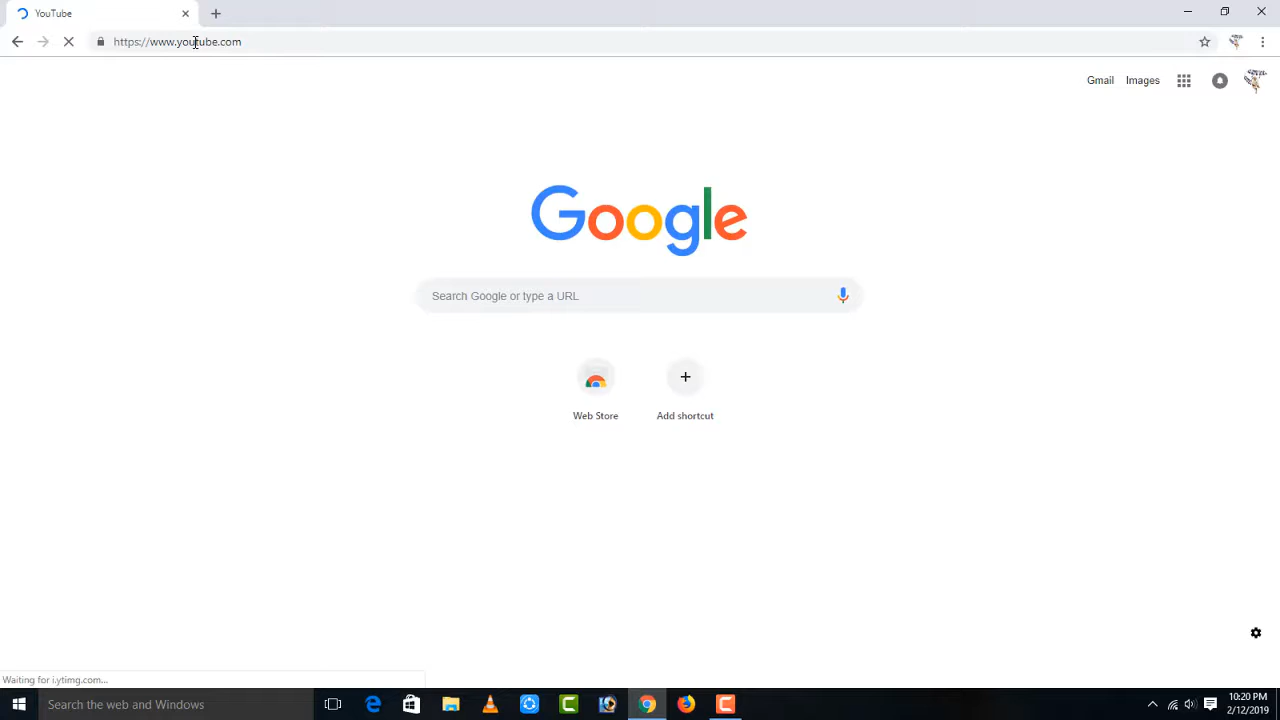 YouTube
https://www.youtube.com
Gmail Images
Google
Search Google or type a URL
Web Store Add shortcut
Waiting for i.ytimg.com...
Search the web and Windows
10:20 PM
2/12/2019